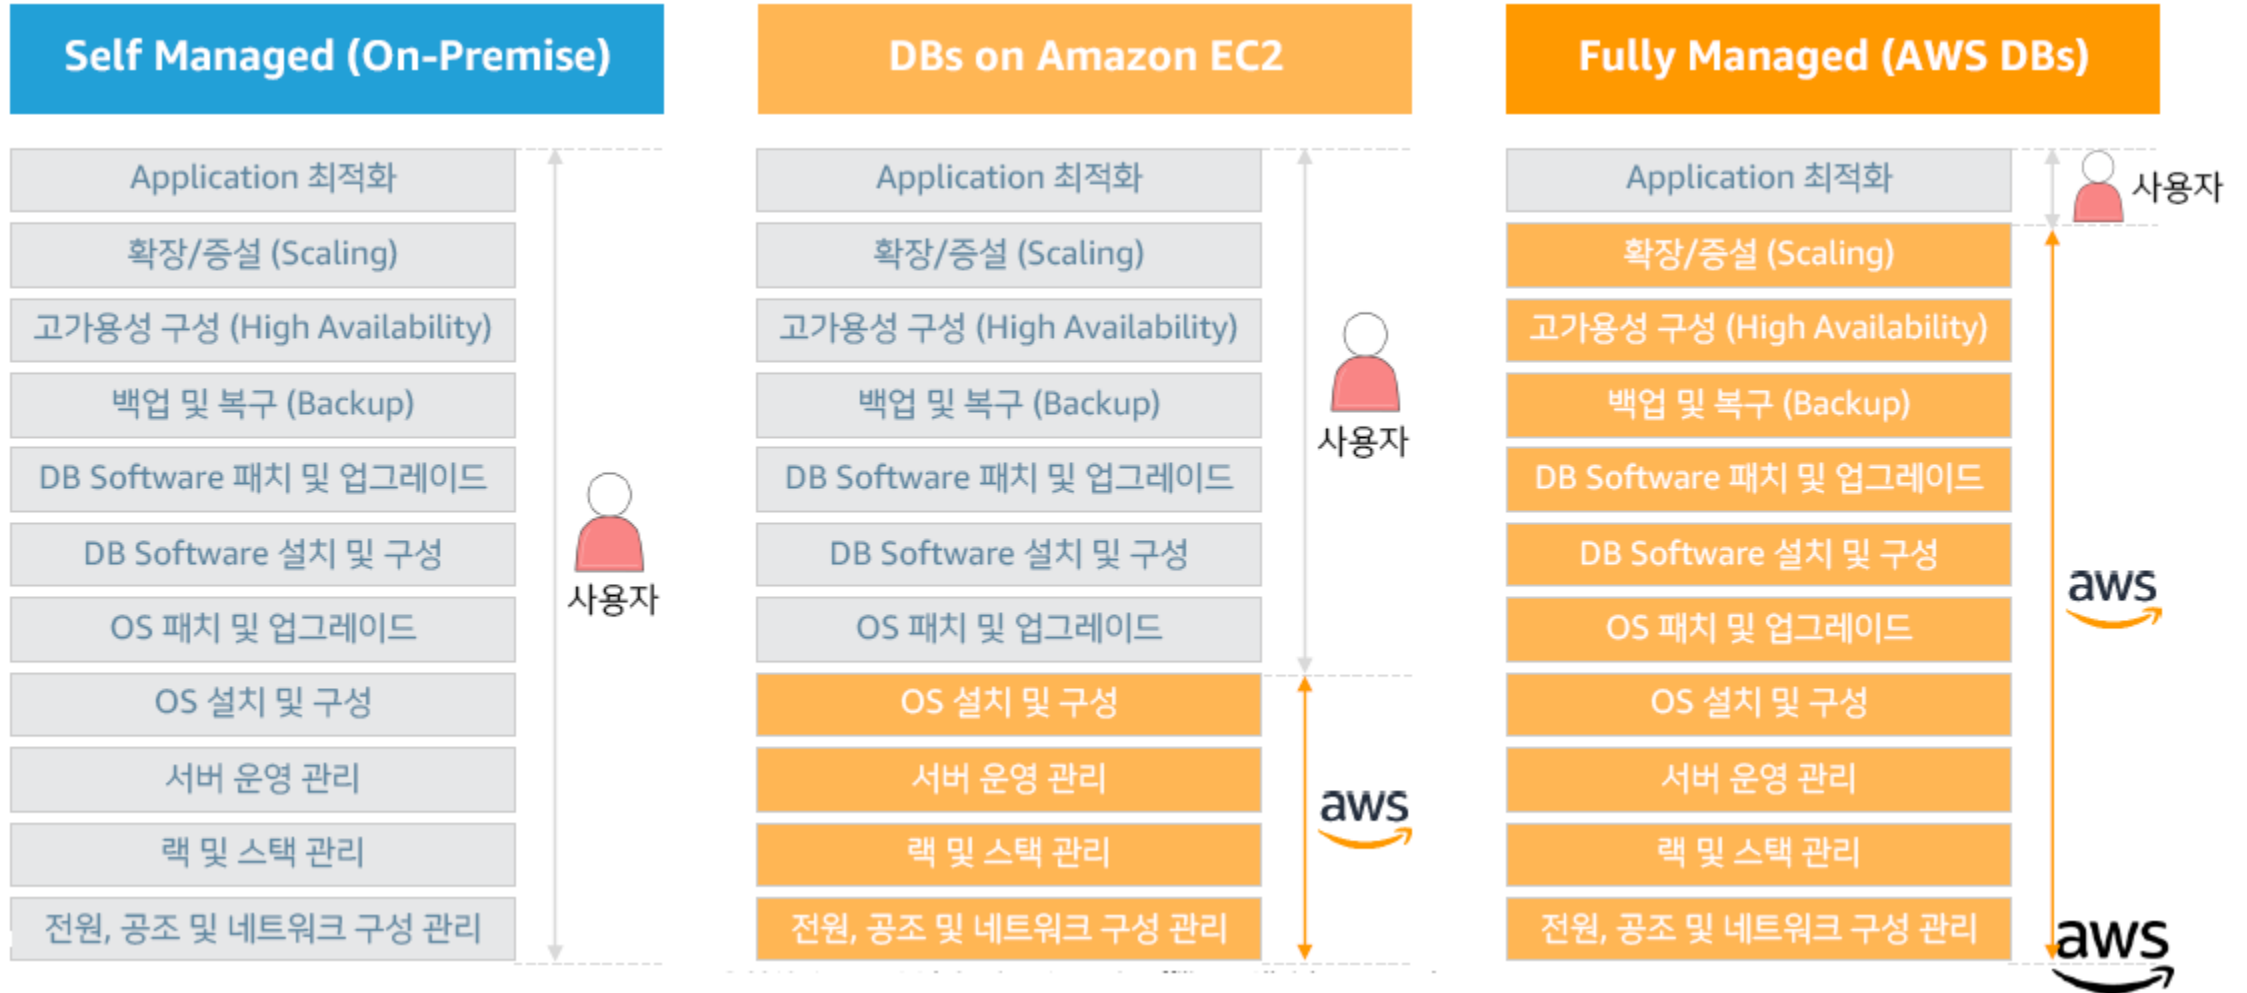 Self Managed (On-Premise)
Application 최적화
확장/증설 (Scaling)
고가용성 구성 (High Availability)
백업 및 복구 (Backup)
DB Software 패치 및 업그레이드
DB Software 설치 및 구성
OS 패치 및 업그레이드
OS 설치 및 구성
서버 운영 관리
랙 및 스택 관리
전원, 공조 및 네트워크 구성 관리
사용자
DBs on Amazon EC2
Application 최적화
확장/증설 (Scaling)
고가용성 구성 (High Availability)
백업 및 복구 (Backup)
DB Software 패치 및 업그레이드
DB Software 설치 및 구성
OS 패치 및 업그레이드
OS 설치 및 구성
서버 운영 관리
랙 및 스택 관리
전원, 공조 및 네트워크 구성 관리
사용자
aws
Fully Managed (AWS DBs)
Application 최적화
확장/증설 (Scaling)
고가용성 구성 (High Availability)
백업 및 복구 (Backup)
DB Software 패치 및 업그레이드
DB Software 설치 및 구성
OS 패치 및 업그레이드
OS 설치 및 구성
서버 운영 관리
랙 및 스택 관리
전원, 공조 및 네트워크 구성 관리
사용자
aws
aws